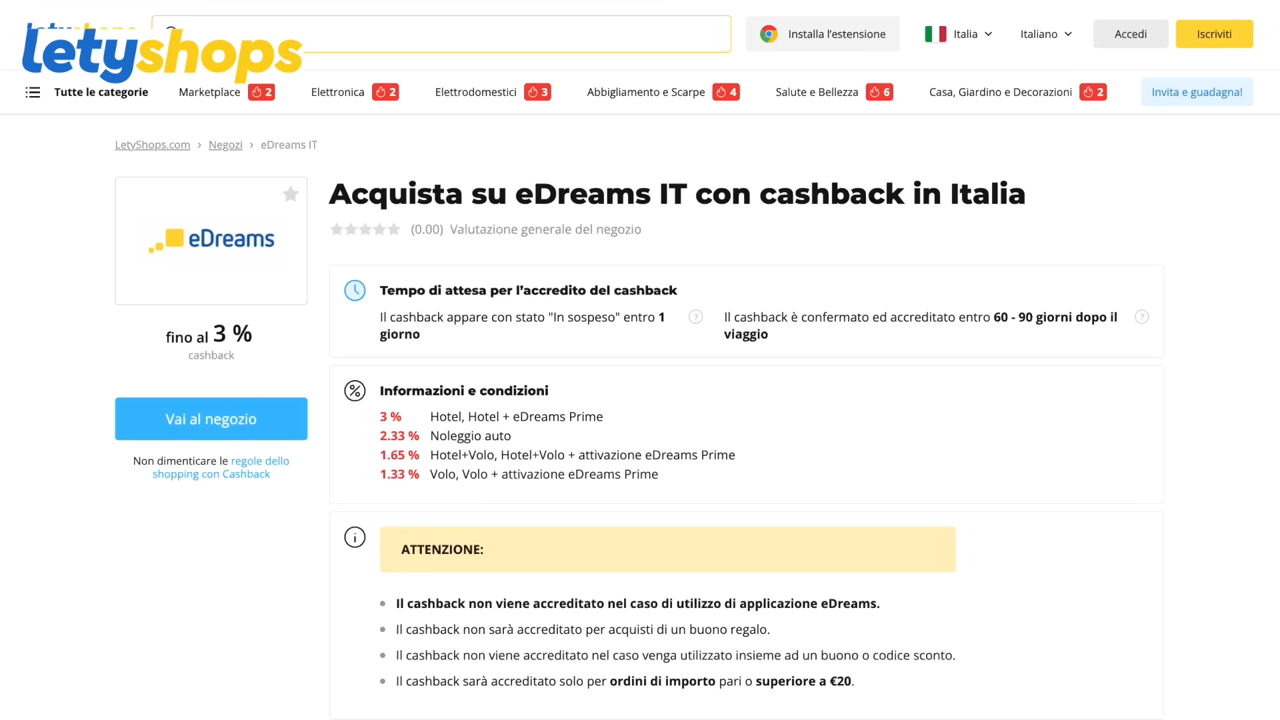 letyshops
Installa l'estensione
Italia
Italiano
Accedi
Iscriviti
Tutte le categorie
Marketplace 2
Elettronica 2
Elettrodomestici 3
Abbigliamento e Scarpe 4
Salute e Bellezza 6
Casa, Giardino e Decorazioni 2
Invita e guadagna!
LetyShops.com › Negozi › eDreams IT
eDreams
fino al 3 %
cashback
Vai al negozio
Non dimenticare le regole dello
shopping con Cashback
Acquista su eDreams IT con cashback in Italia
(0.00) Valutazione generale del negozio
Tempo di attesa per l’accredito del cashback
Il cashback appare con stato "In sospeso" entro 1
giorno
?
Il cashback è confermato ed accreditato entro 60 - 90 giorni dopo il
viaggio
?
Informazioni e condizioni
3 % Hotel, Hotel + eDreams Prime
2.33 % Noleggio auto
1.65 % Hotel+Volo, Hotel+Volo + attivazione eDreams Prime
1.33 % Volo, Volo + attivazione eDreams Prime
ATTENZIONE:
Il cashback non viene accreditato nel caso di utilizzo di applicazione eDreams.
Il cashback non sarà accreditato per acquisti di un buono regalo.
Il cashback non viene accreditato nel caso venga utilizzato insieme ad un buono o codice sconto.
Il cashback sarà accreditato solo per ordini di importo pari o superiore a €20.